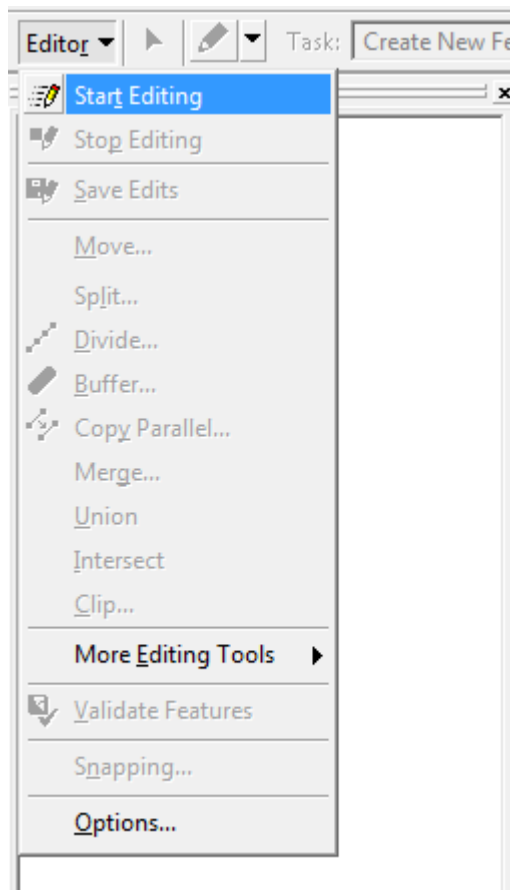 Editor Task: Create New Fe
Start Editing
Stop Editing
Save Edits
Move...
Split...
Divide...
Buffer...
Copy Parallel...
Merge...
Union
Intersect
Clip...
More Editing Tools
Validate Features
Snapping...
Options...